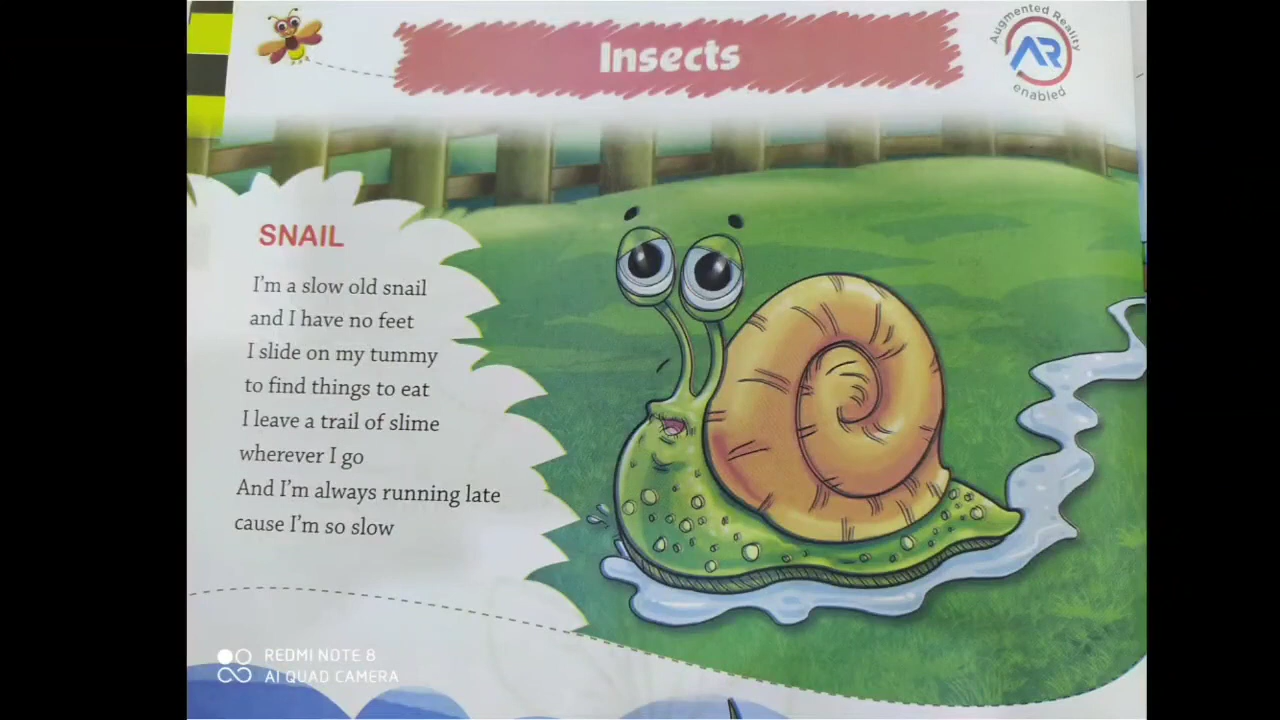 Insects
Augmented Reality
AR
enabled
SNAIL
I'm a slow old snail
and I have no feet
I slide on my tummy
to find things to eat
I leave a trail of slime
wherever I go
And I'm always running late
cause I'm so slow
REDMI NOTE 8
AI QUAD CAMERA